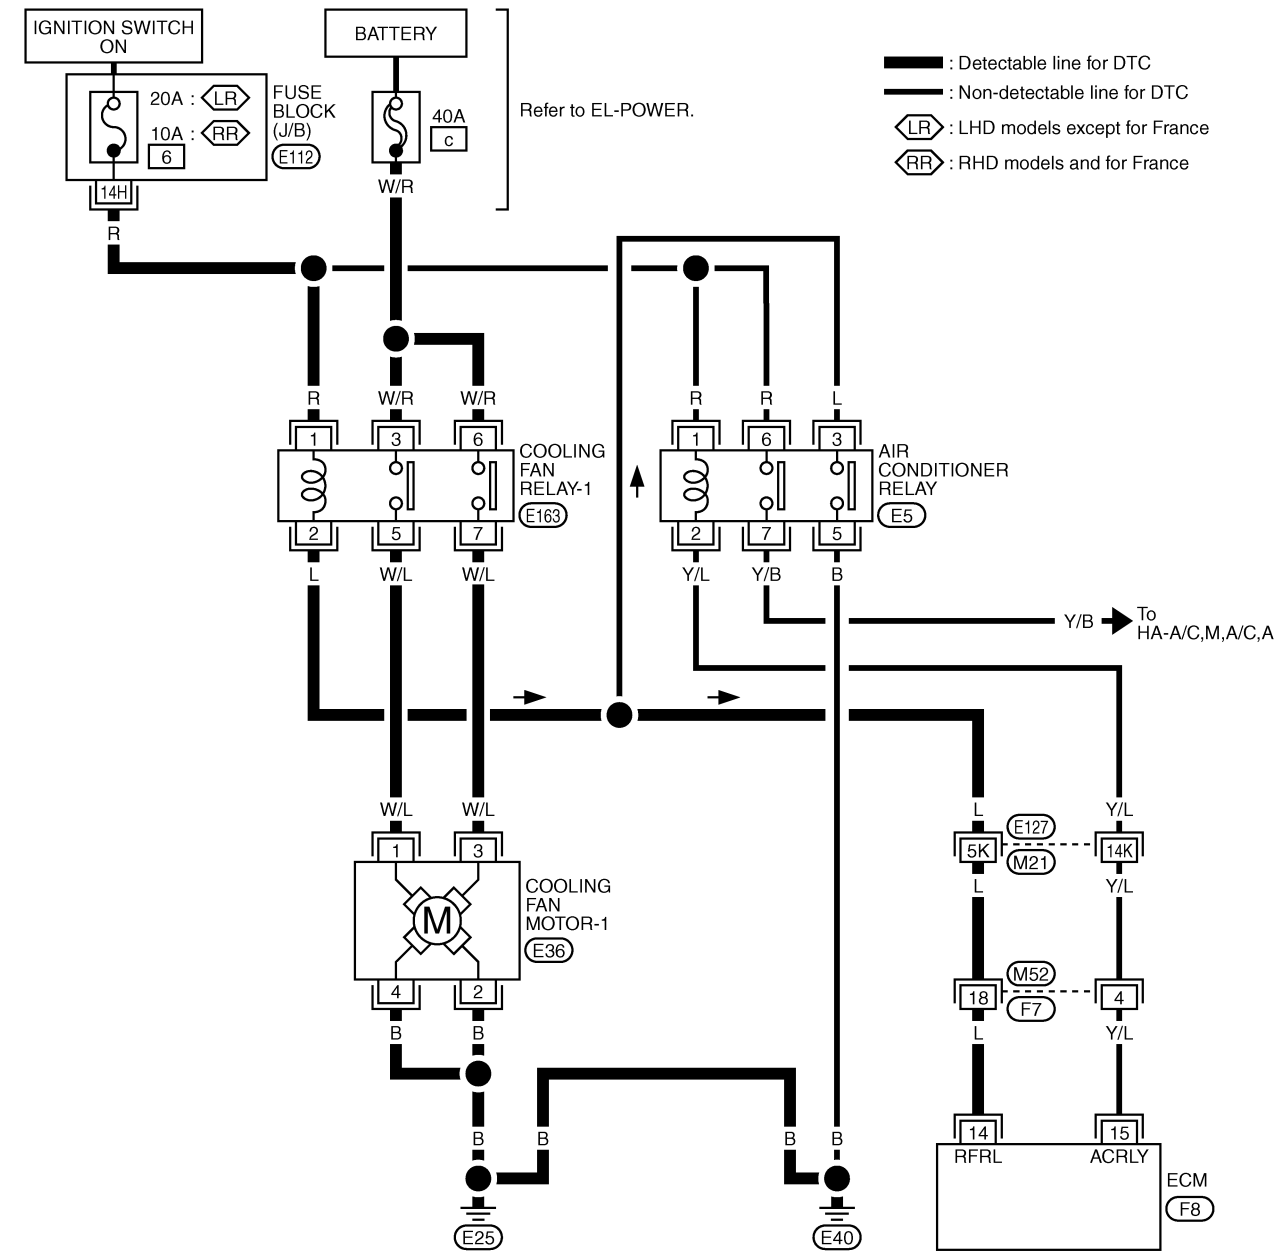 IGNITION SWITCH
ON
BATTERY
20A : LR
10A : RR
6
FUSE
BLOCK
(J/B)
E112
40A
c
Refer to EL-POWER.
: Detectable line for DTC
: Non-detectable line for DTC
LR : LHD models except for France
RR : RHD models and for France
14H
W/R
R
R W/R W/R R R L
1 3 6 1 6 3
COOLING
FAN
RELAY-1
E163
AIR
CONDITIONER
RELAY
E5
2 5 7 2 7 5
L W/L W/L Y/L Y/B B
Y/B
To
HA-A/C,M,A/C,A
W/L W/L L Y/L
E127
1 3 5K 14K
M21
L Y/L
COOLING
FAN
MOTOR-1
E36
M
M52
4 2 18 4
F7
B B L Y/L
B B B B
14 15
RFRL ACRLY
ECM
F8
E25 E40